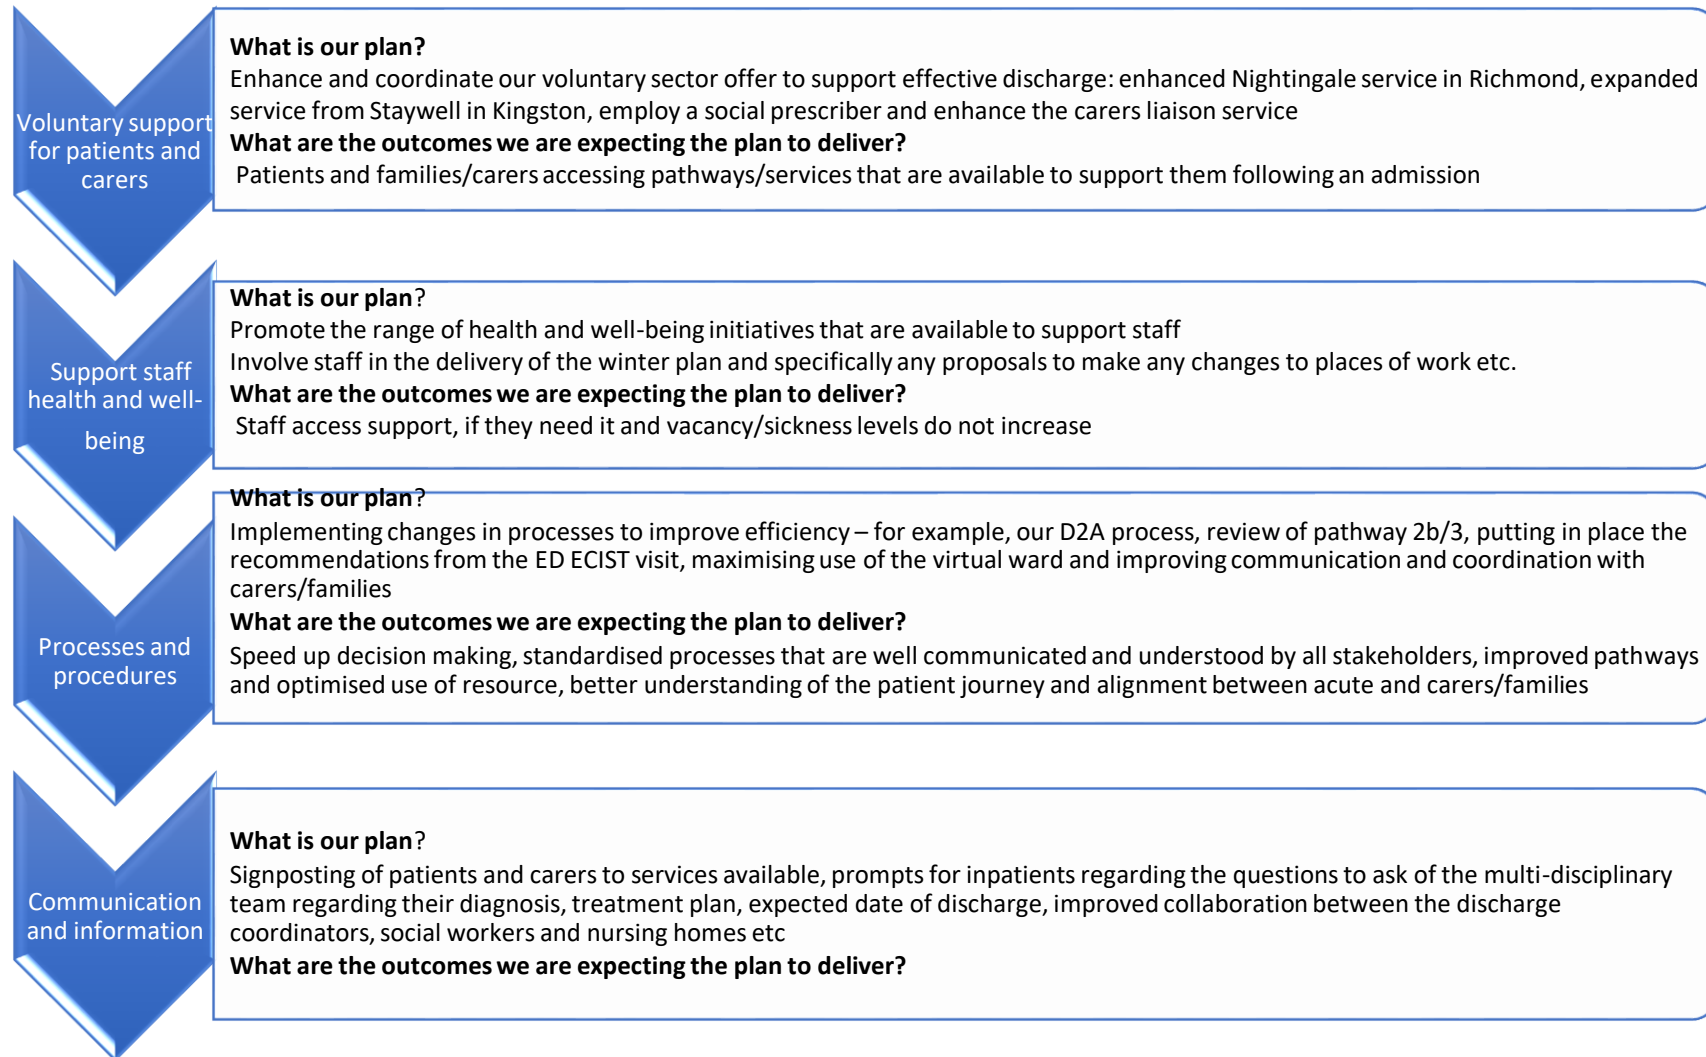 Voluntary support
for patients and
carers
What is our plan?
Enhance and coordinate our voluntary sector offer to support effective discharge: enhanced Nightingale service in Richmond, expanded
service from Staywell in Kingston, employ a social prescriber and enhance the carers liaison service
What are the outcomes we are expecting the plan to deliver?
Patients and families/carers accessing pathways/services that are available to support them following an admission
Support staff
health and well-
being
What is our plan?
Promote the range of health and well-being initiatives that are available to support staff
Involve staff in the delivery of the winter plan and specifically any proposals to make any changes to places of work etc.
What are the outcomes we are expecting the plan to deliver?
Staff access support, if they need it and vacancy/sickness levels do not increase
Processes and
procedures
What is our plan?
Implementing changes in processes to improve efficiency – for example, our D2A process, review of pathway 2b/3, putting in place the
recommendations from the ED ECIST visit, maximising use of the virtual ward and improving communication and coordination with
carers/families
What are the outcomes we are expecting the plan to deliver?
Speed up decision making, standardised processes that are well communicated and understood by all stakeholders, improved pathways
and optimised use of resource, better understanding of the patient journey and alignment between acute and carers/families
Communication
and information
What is our plan?
Signposting of patients and carers to services available, prompts for inpatients regarding the questions to ask of the multi-disciplinary
team regarding their diagnosis, treatment plan, expected date of discharge, improved collaboration between the discharge
coordinators, social workers and nursing homes etc
What are the outcomes we are expecting the plan to deliver?